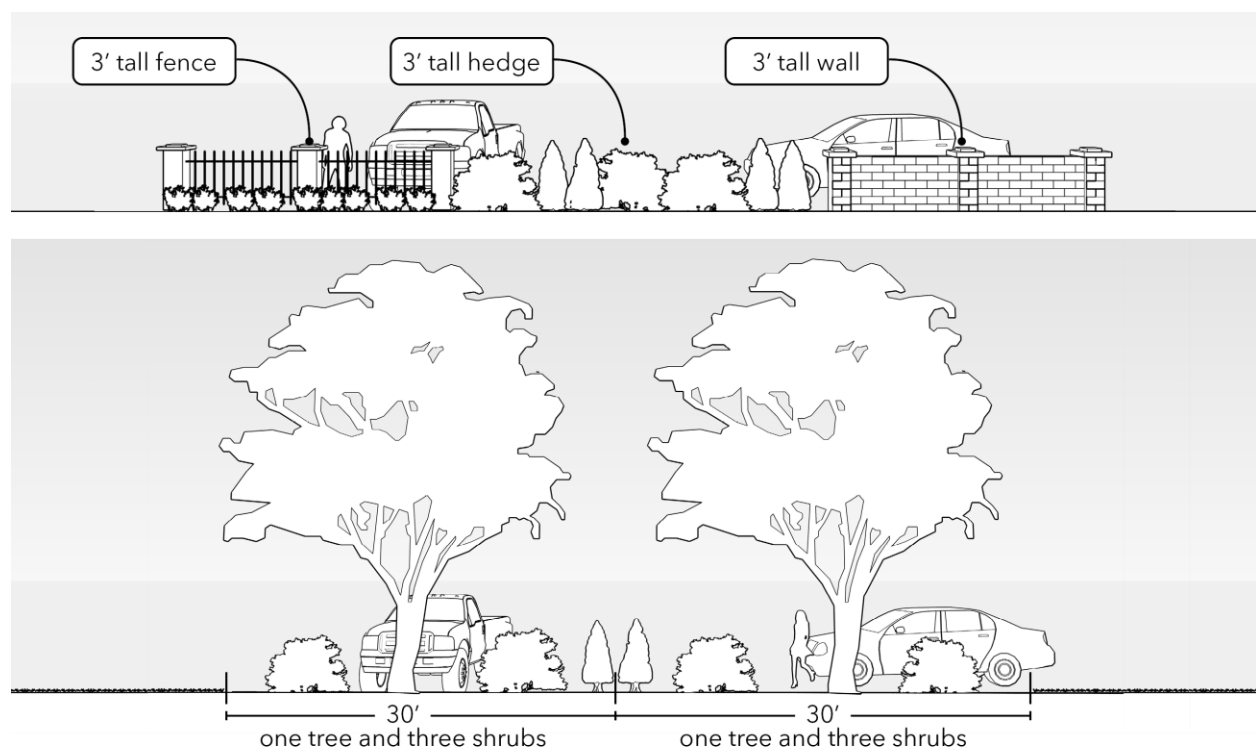 3’ tall fence
3’ tall hedge
3’ tall wall
30’
one tree and three shrubs
30’
one tree and three shrubs